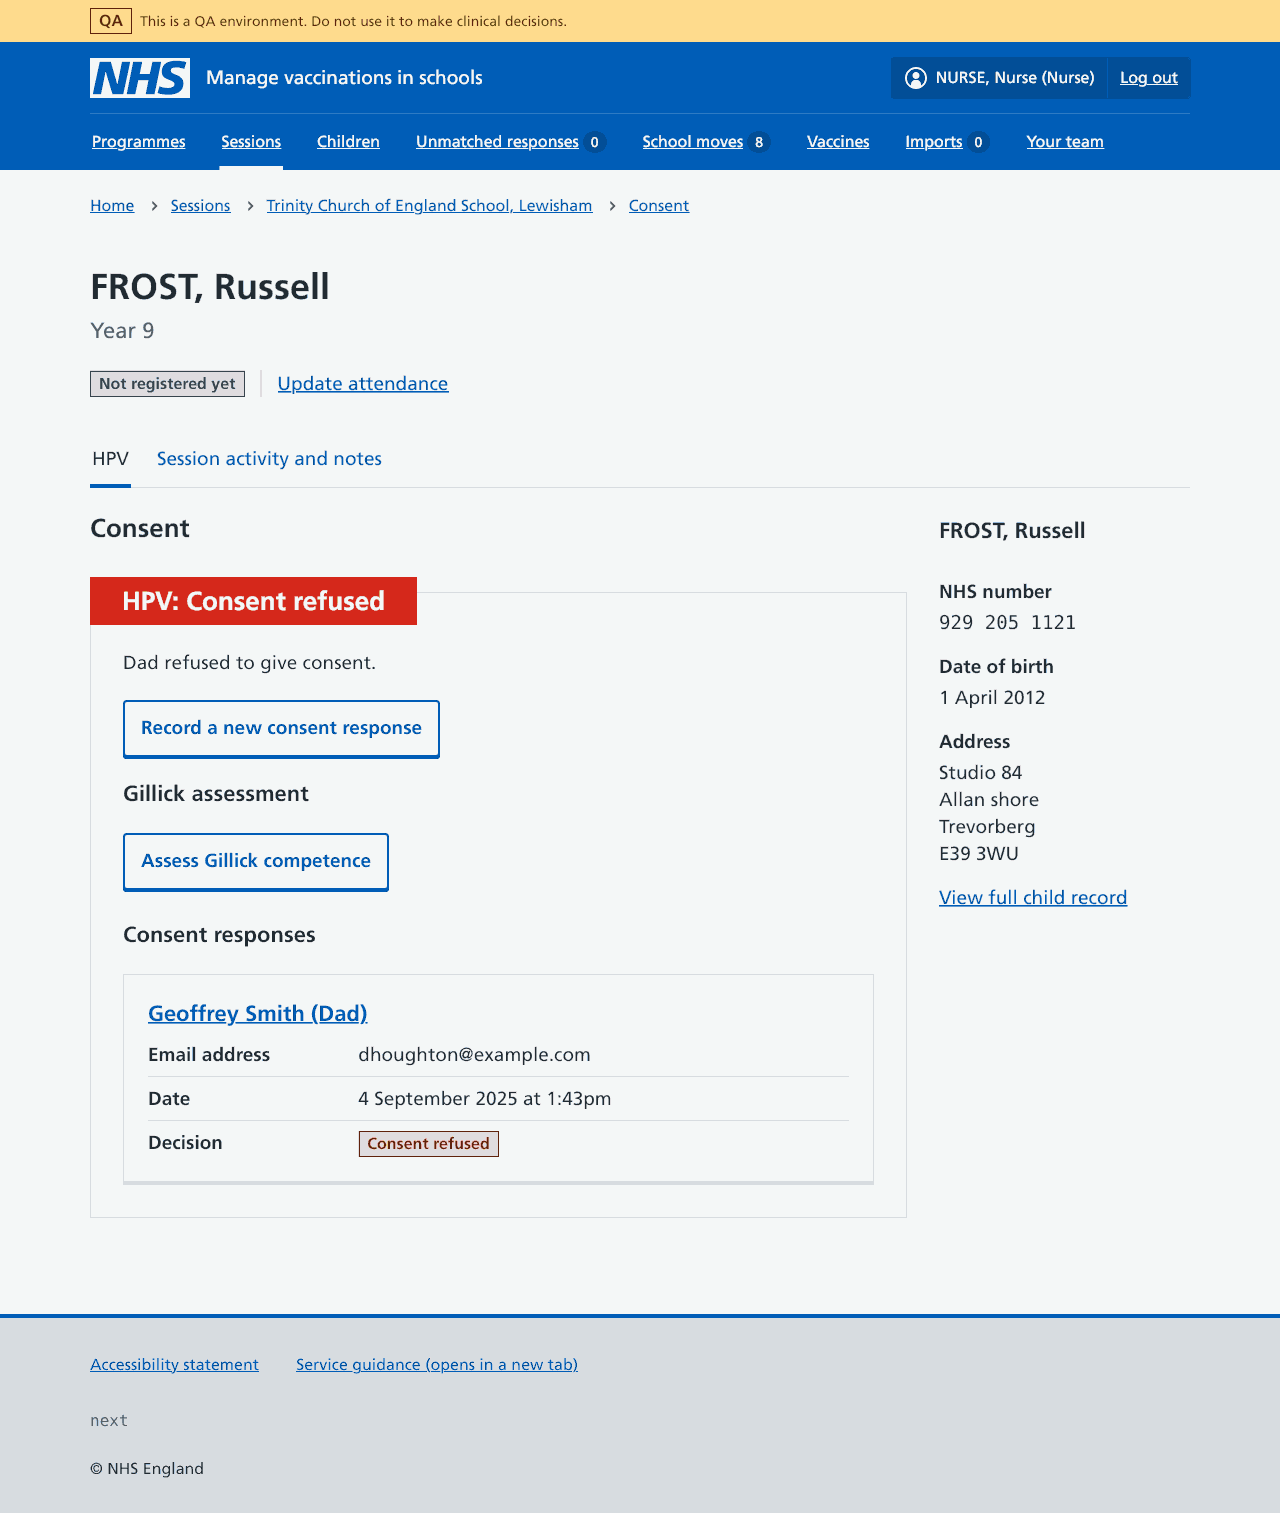 QA This is a QA environment. Do not use it to make clinical decisions.
NHS Manage vaccinations in schools NURSE, Nurse (Nurse) Log out
Programmes Sessions Children Unmatched responses 0 School moves 8 Vaccines Imports 0 Your team
Home Sessions Trinity Church of England School, Lewisham Consent
FROST, Russell
Year 9
Not registered yet Update attendance
HPV Session activity and notes
Consent
HPV: Consent refused
Dad refused to give consent.
Record a new consent response
Gillick assessment
Assess Gillick competence
Consent responses
Geoffrey Smith (Dad)
Email address dhoughton@example.com
Date 4 September 2025 at 1:43pm
Decision Consent refused
FROST, Russell
NHS number
929 205 1121
Date of birth
1 April 2012
Address
Studio 84
Allan shore
Trevorberg
E39 3WU
View full child record
Accessibility statement Service guidance (opens in a new tab)
next
© NHS England